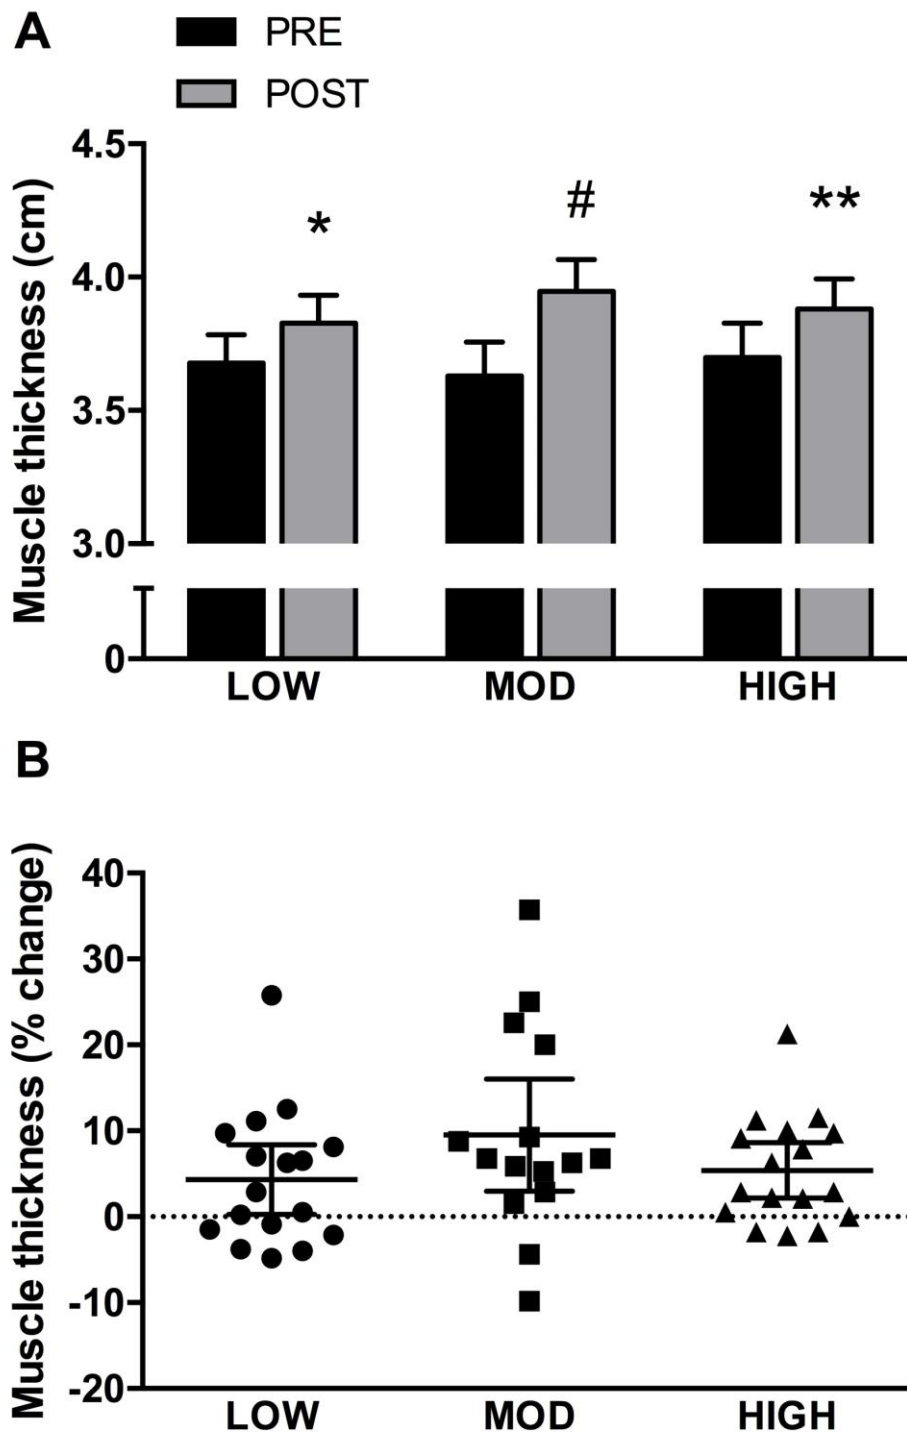 A
PRE
POST
Muscle thickness (cm)
4.5
4.0
3.5
3.0
0
*
#
**
LOW MOD HIGH
B
Muscle thickness (% change)
40
30
20
10
0
-10
-20
LOW MOD HIGH